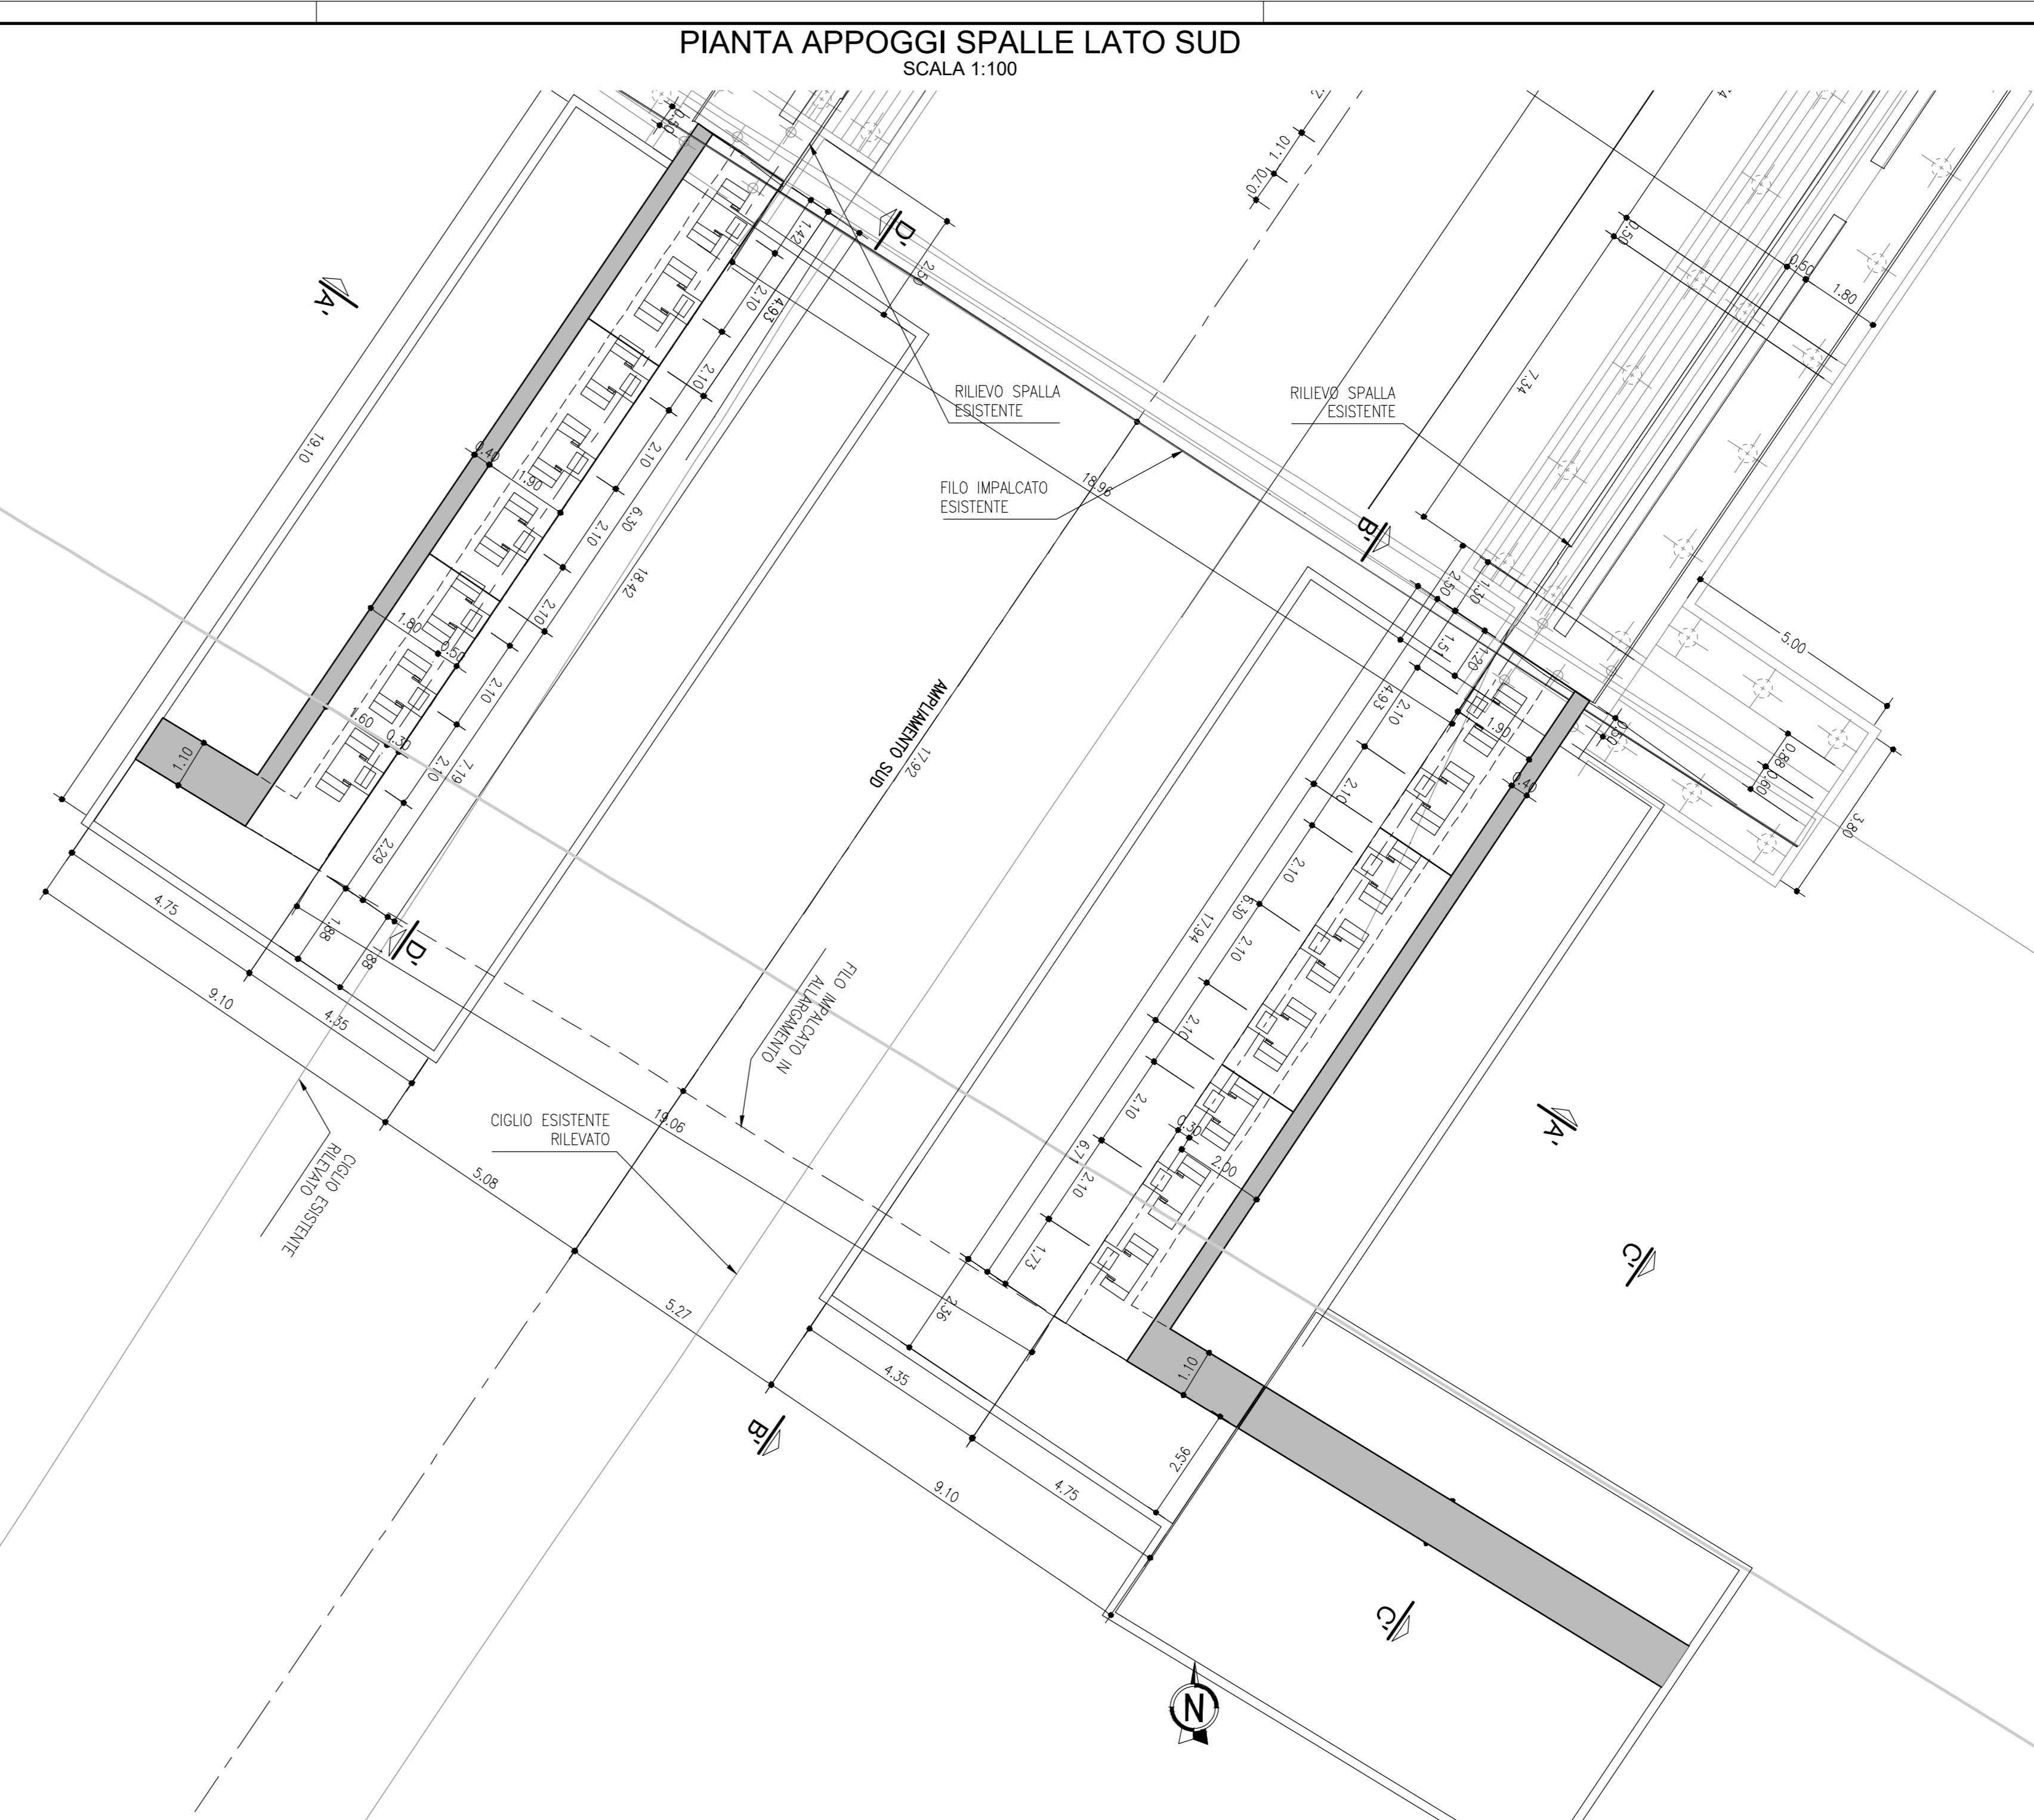 PIANTA APPOGGI SPALLE LATO SUD
SCALA 1:100
0.50
1.10
0.70
D'
1.42
2.50
A'
2.10
4.93
2.10
0.50
0.50
1.80
7.34
RILIEVO SPALLA
ESISTENTE
RILIEVO SPALLA
ESISTENTE
19.10
0.40
1.90
2.10
18.96
FILO IMPALCATO
ESISTENTE
6.30
2.10
B'
18.42
2.10
2.50
1.30
1.80
0.50
1.51
1.20
5.00
2.10
4.93
2.10
1.90
AMPLIAMENTO SUD
17.92
0.50
0.88
0.60
1.60
0.30
1.10
2.10
7.19
2.10
0.40
3.80
2.29
2.10
4.75
1.88
1.88
D'
6.30
17.94
2.10
9.10
4.35
FILO IMPALCATO IN
ALLARGAMENTO
2.10
CIGLIO ESISTENTE
RILEVATO
19.06
2.10
0.30
6.71
2.00
A'
CIGLIO ESISTENTE
RILEVATO
5.08
2.10
1.73
C'
5.27
2.36
4.35
1.10
B'
2.56
9.10
4.75
C'
N